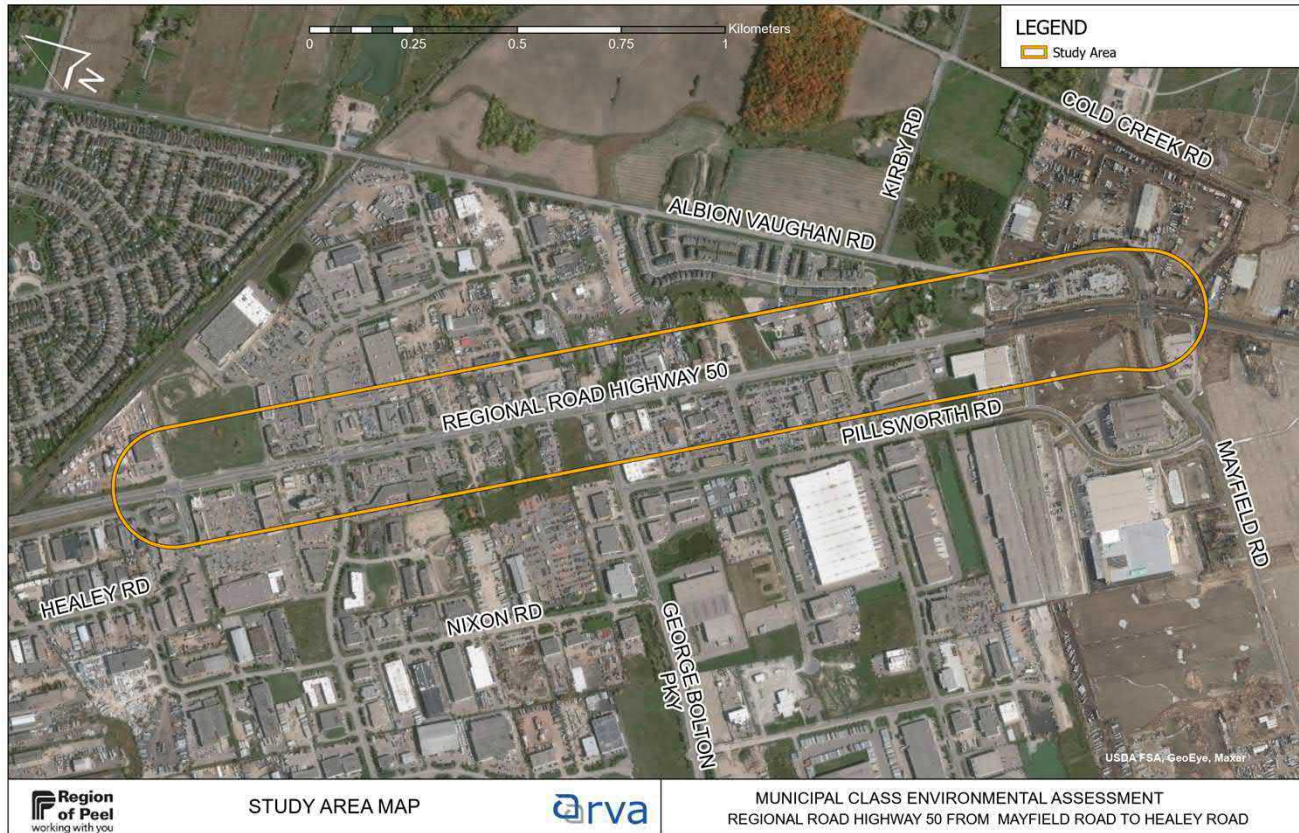 LEGEND
Study Area
Kilometers
0 0.25 0.5 0.75 1
N
COLD CREEK RD
KIRBY RD
ALBION VAUGHAN RD
REGIONAL ROAD HIGHWAY 50
PILLSWORTH RD
MAYFIELD RD
HEALEY RD
NIXON RD
GEORGE BOLTON
PKY
USDA FSA, GeoEye, Maxar
Region
of Peel
working with you
STUDY AREA MAP
arva
MUNICIPAL CLASS ENVIRONMENTAL ASSESSMENT
REGIONAL ROAD HIGHWAY 50 FROM MAYFIELD ROAD TO HEALEY ROAD